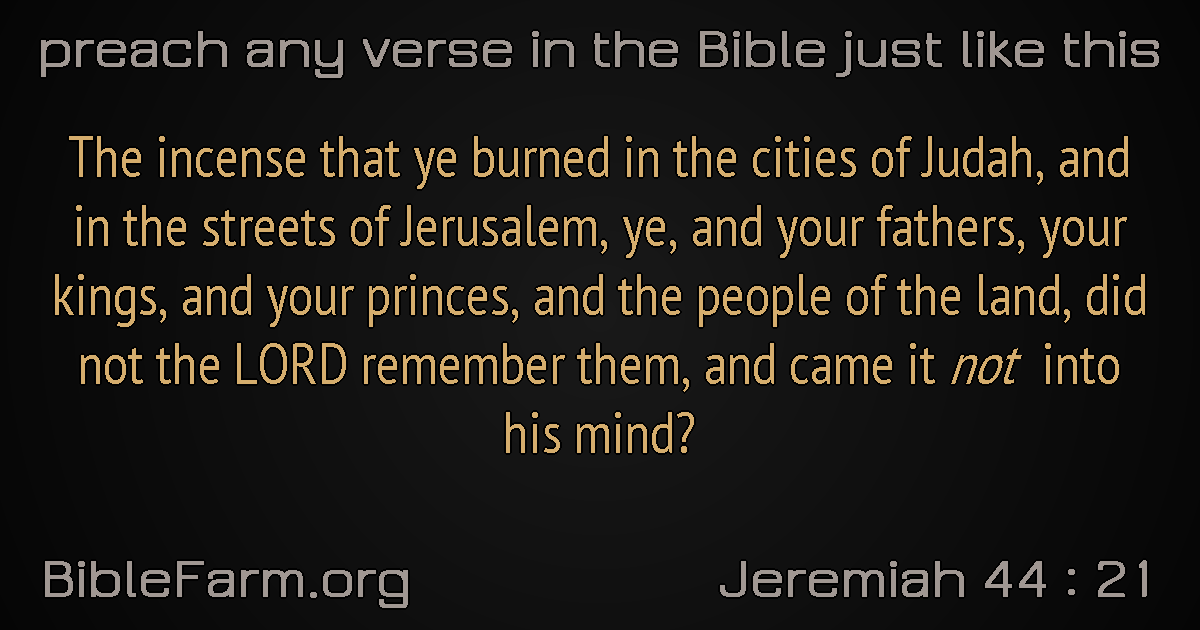 preach any verse in the Bible just like this
The incense that ye burned in the cities of Judah, and
in the streets of Jerusalem, ye, and your fathers, your
kings, and your princes, and the people of the land, did
not the LORD remember them, and came it not into
his mind?
BibleFarm.org
Jeremiah 44 : 21